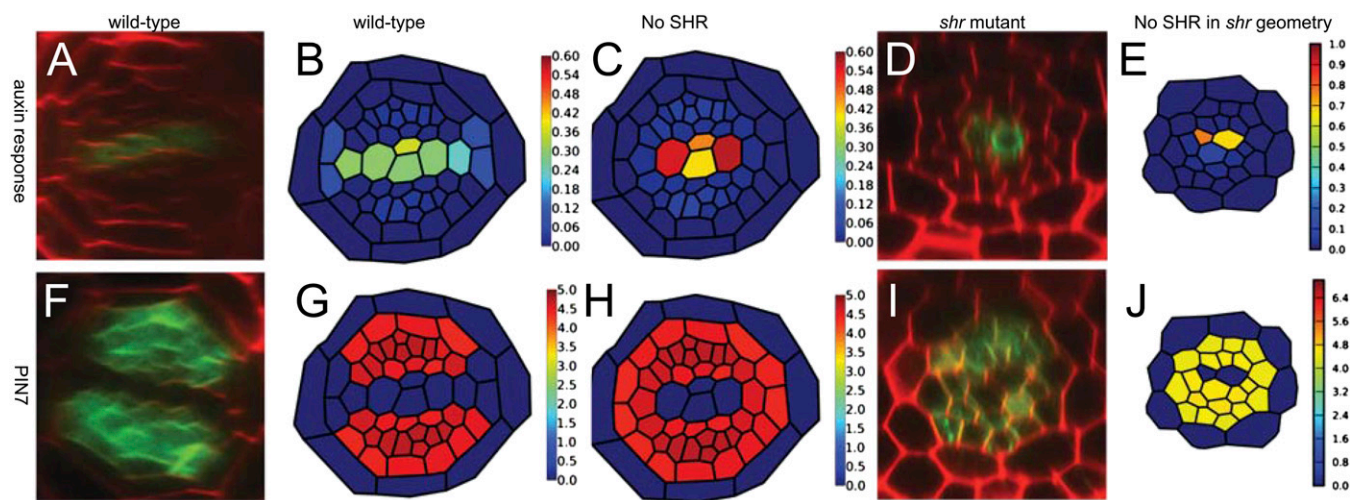 wild-type wild-type No SHR shr mutant No SHR in shr geometry
auxin response
A B C D E
0.60 0.60 1.0
0.54 0.54 0.9
0.48 0.48 0.8
0.42 0.42 0.7
0.36 0.36 0.6
0.30 0.30 0.5
0.24 0.24 0.4
0.18 0.18 0.3
0.12 0.12 0.2
0.06 0.06 0.1
0.00 0.00 0.0
PIN7
F G H I J
5.0 5.0
4.5 4.5 6.4
4.0 4.0 5.6
3.5 3.5 4.8
3.0 3.0 4.0
2.5 2.5 3.2
2.0 2.0 2.4
1.5 1.5 1.6
1.0 1.0 0.8
0.5 0.5 0.0
0.0 0.0